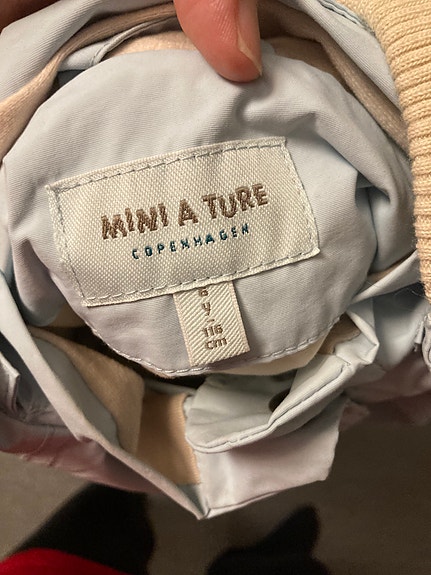 MINI A TURE
COPENHAGEN
6
y
116
cm